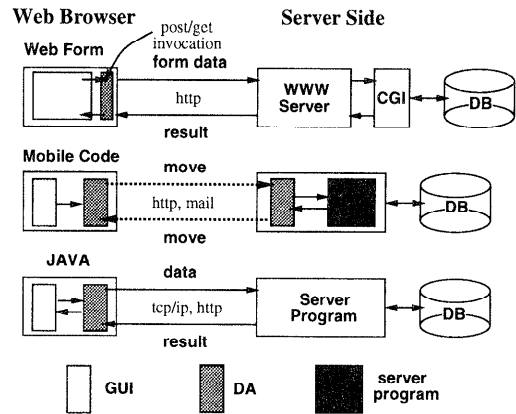 Web Browser
Server Side
post/get
invocation
Web Form
form data
http
result
WWW
Server
CGI
DB
Mobile Code
move
http, mail
move
DB
JAVA
data
tcp/ip, http
result
Server
Program
DB
GUI
DA
server
program